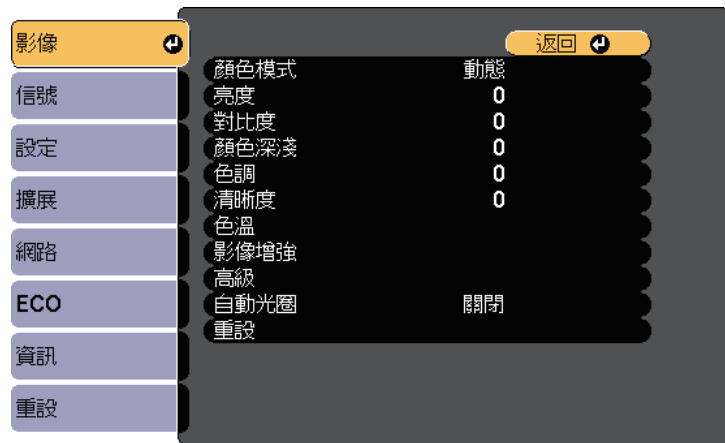 影像
信號
設定
擴展
網路
ECO
資訊
重設
返回
顏色模式 動態
亮度 0
對比度 0
顏色深淺 0
色調 0
清晰度 0
色溫
影像增強
高級
自動光圈 關閉
重設